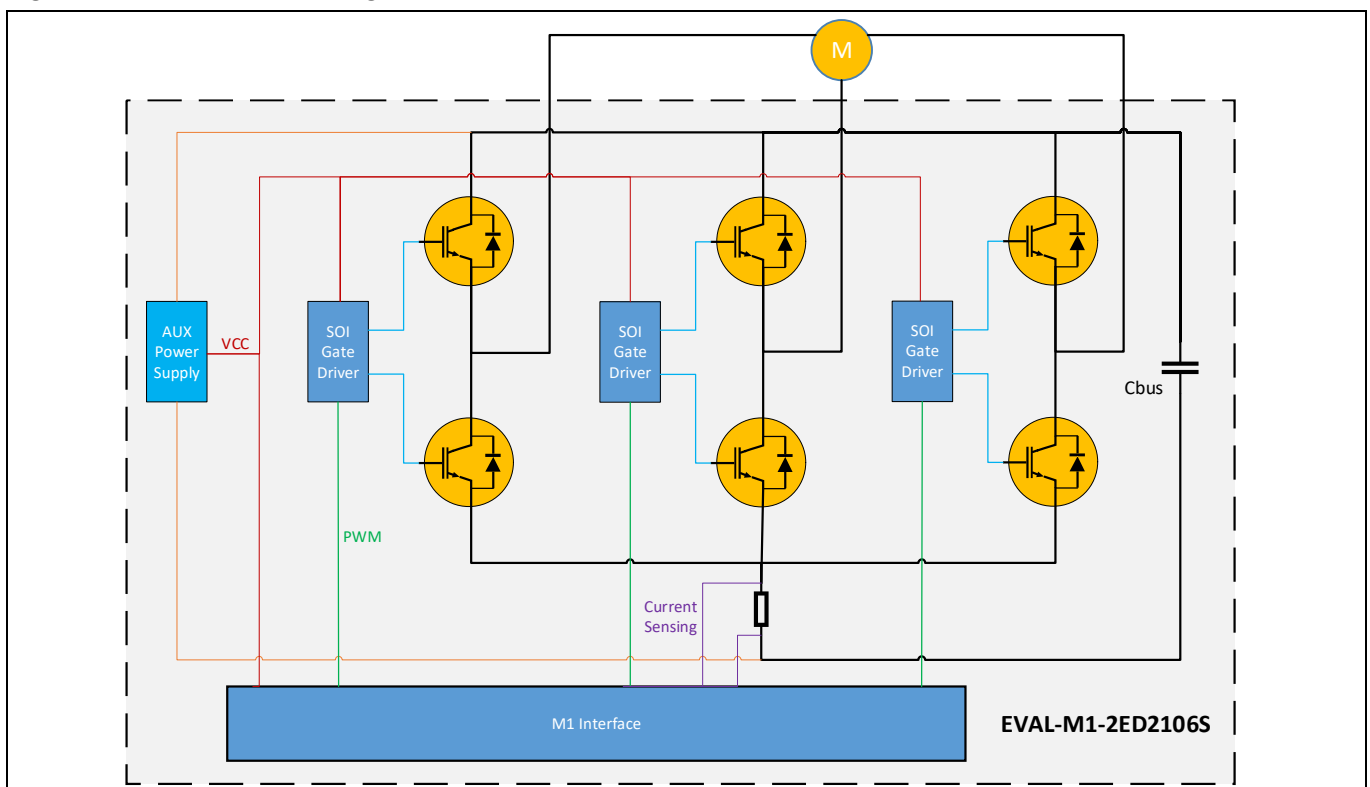 M
AUX
Power
Supply
VCC
SOI
Gate
Driver
SOI
Gate
Driver
SOI
Gate
Driver
Cbus
PWM
Current
Sensing
M1 Interface
EVAL-M1-2ED2106S